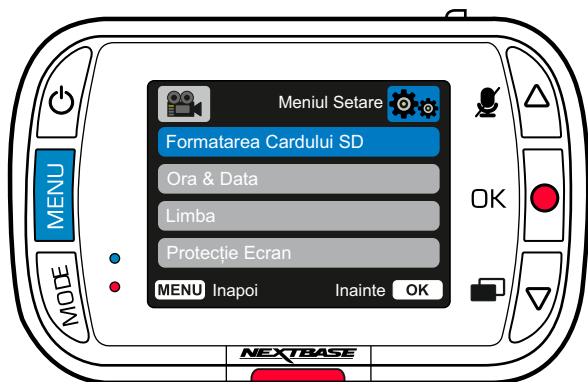 Meniul Setare
Formatarea Cardului SD
Ora & Data
Limba
Protecție Ecran
MENU Inapoi
Inainte OK
MENU
MODE
OK
NEXTBASE